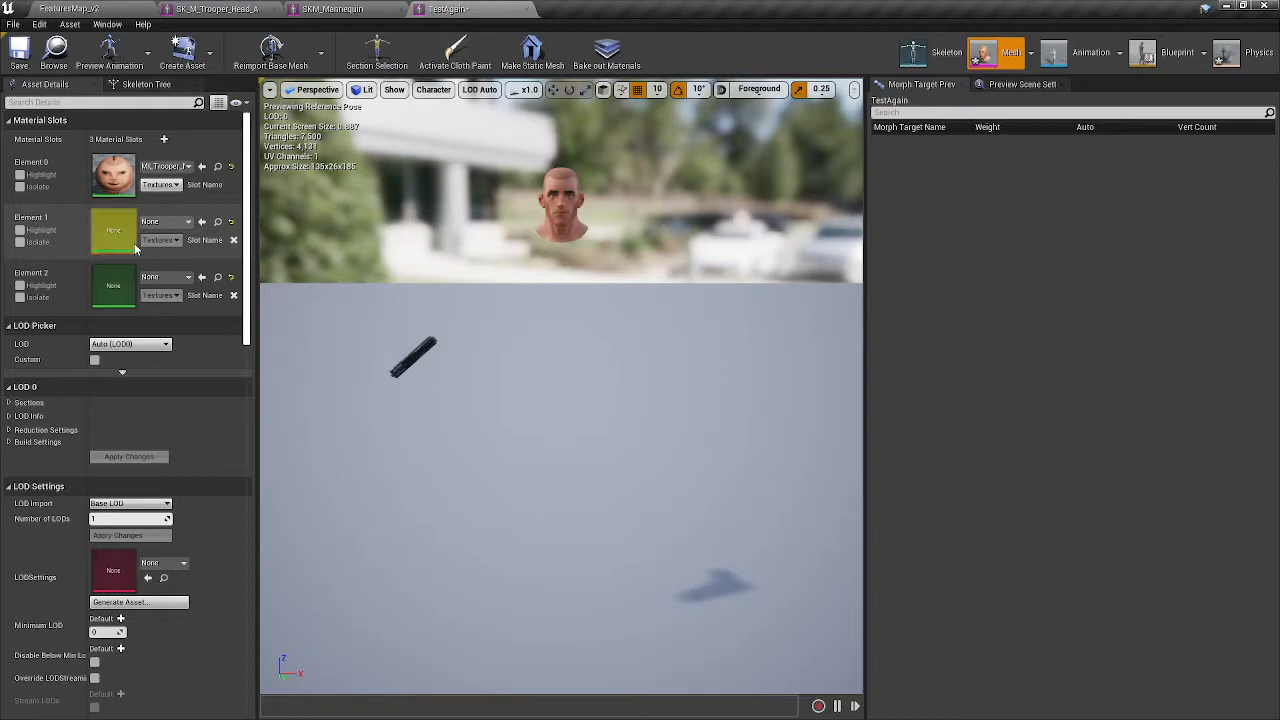 FeaturesMap_v2
SK_M_Trooper_Head_A
SKM_Mannequin
TestAgain*
File Edit Asset Window Help
Save
Browse
Preview Animation
Create Asset
Reimport Base Mesh
Section Selection
Activate Cloth Paint
Make Static Mesh
Bake out Materials
Skeleton
Mesh
Animation
Blueprint
Physics
Asset Details
Skeleton Tree
Search Details
Material Slots
Material Slots 3 Material Slots
Element 0
Highlight
Isolate
Textures
Slot Name
Element 1
Highlight
Isolate
None
None
Textures
Slot Name
Element 2
Highlight
Isolate
None
None
Textures
Slot Name
LOD Picker
LOD Auto (LOD0)
Custom
LOD 0
Sections
LOD Info
Reduction Settings
Build Settings
Apply Changes
LOD Settings
LOD Import Base LOD
Number of LODs 1
Apply Changes
LODSettings
None
None
Generate Asset...
Minimum LOD
Default
0
Disable Below Min Lo
Default
Override LODStreami
Stream LODs
Default
Perspective Lit Show Character LOD Auto x1.0 10 10° Foreground 0.25
Previewing Reference Pose
LOD: 0
Current Screen Size: 0.887
Triangles: 7,500
Vertices: 4,131
UV Channels: 1
Approx Size: 135x26x185
Z
X
Morph Target Prev
Preview Scene Sett
TestAgain
Search
Morph Target Name Weight Auto Vert Count